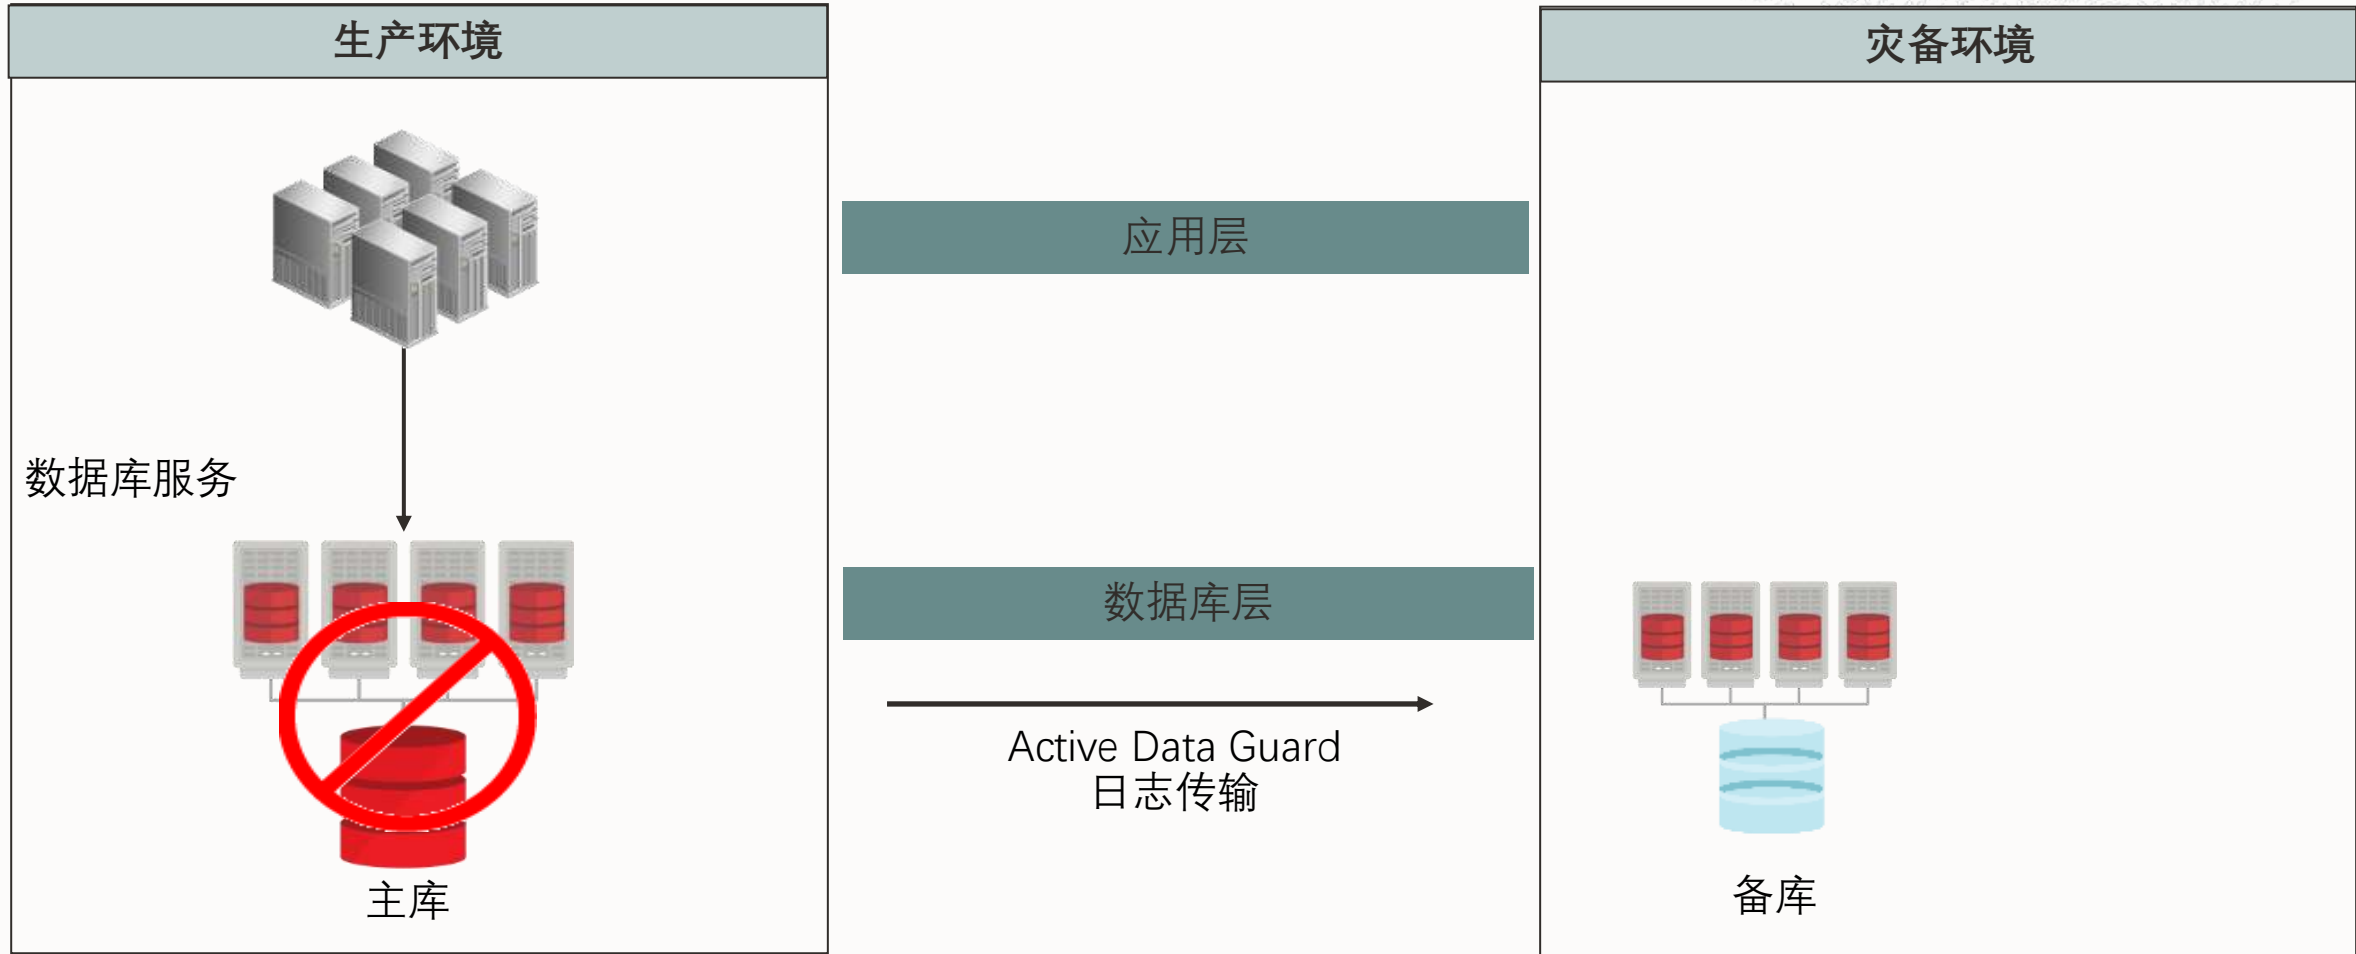 生产环境
灾备环境
应用层
数据库服务
数据库层
Active Data Guard
日志传输
主库
备库